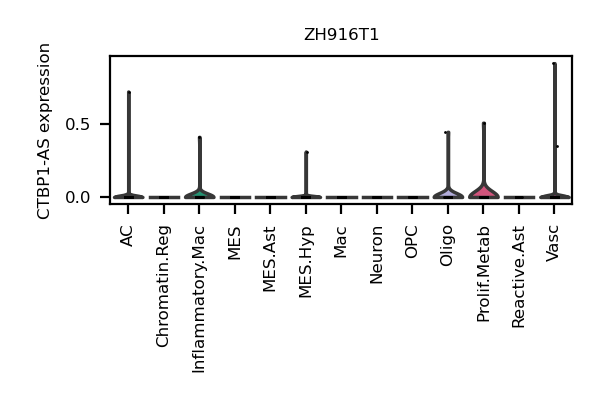 ZH916T1
CTBP1-AS expression
0.5
0.0
AC
Chromatin.Reg
Inflammatory.Mac
MES
MES.Ast
MES.Hyp
Mac
Neuron
OPC
Oligo
Prolif.Metab
Reactive.Ast
Vasc